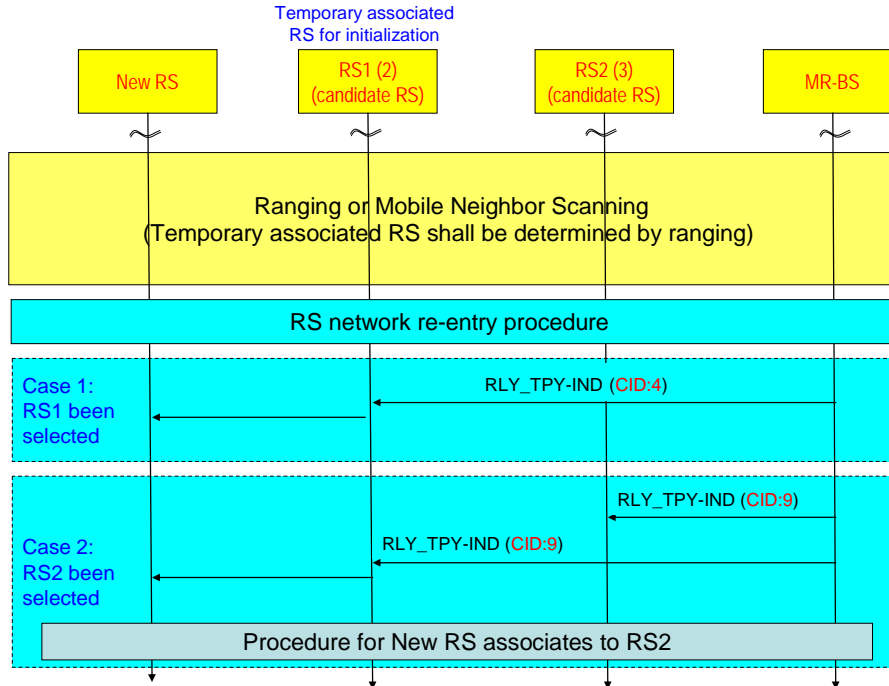 Temporary associated
RS for initialization
New RS
RS1 (2)
(candidate RS)
RS2 (3)
(candidate RS)
MR-BS
Ranging or Mobile Neighbor Scanning
(Temporary associated RS shall be determined by ranging)
RS network re-entry procedure
Case 1:
RS1 been
selected
RLY_TPY-IND (CID:4)
RLY_TPY-IND (CID:9)
Case 2:
RS2 been
selected
RLY_TPY-IND (CID:9)
Procedure for New RS associates to RS2